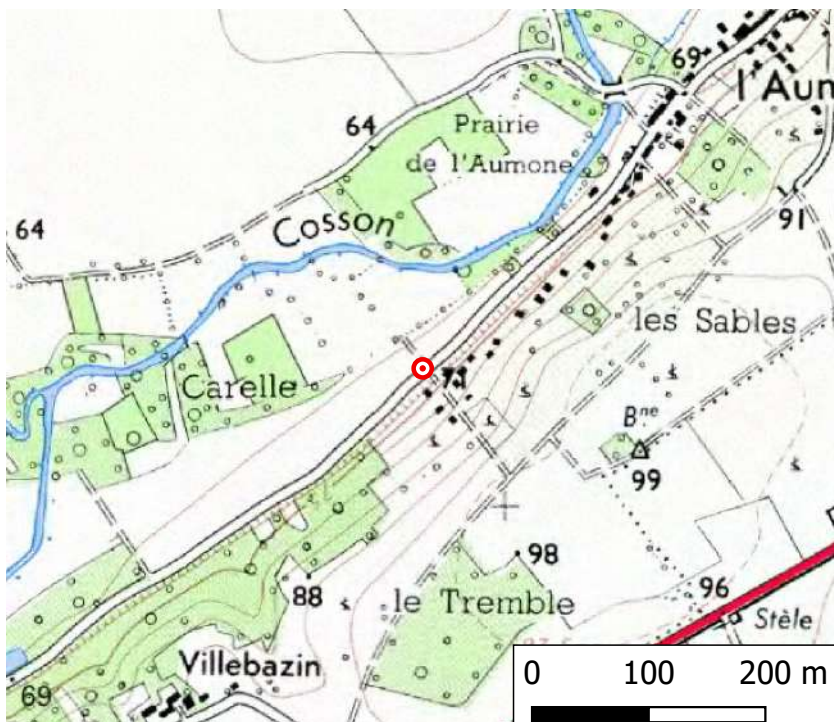 69
l'Aum
64
Prairie
de l'Aumone
91
64
Cosson
les Sables
71
Carelle
Bne
99
98
88
le Tremble
96
Stèle
Villebazin
69
0 100 200 m